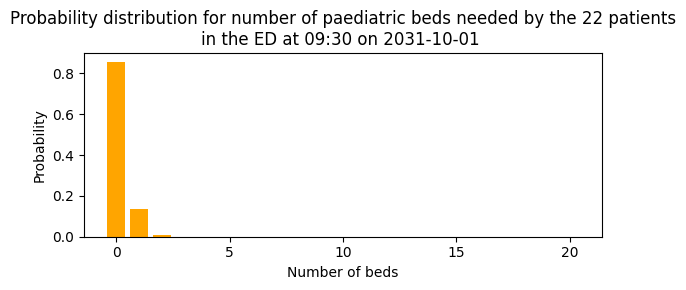 Probability distribution for number of paediatric beds needed by the 22 patients
in the ED at 09:30 on 2031-10-01
0.8
0.6
0.4
0.2
0.0
Probability
0 5 10 15 20
Number of beds